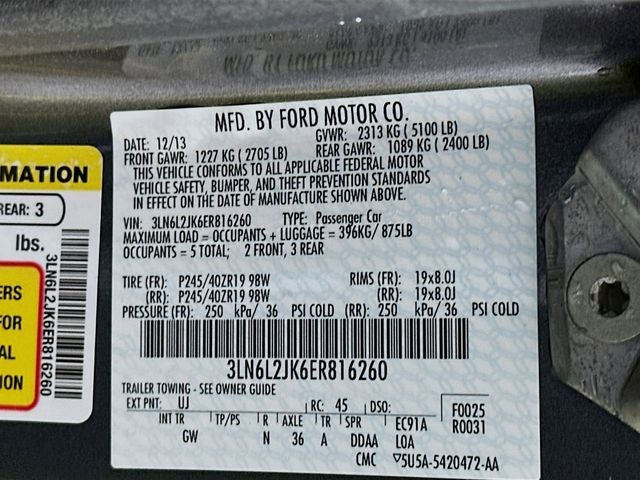 MFD. BY FORD MOTOR CO.
DATE: 12/13 GVWR: 2313 KG ( 5100 LB)
FRONT GAWR: 1227 KG ( 2705 LB) REAR GAWR: 1089 KG ( 2400 LB)
THIS VEHICLE CONFORMS TO ALL APPLICABLE FEDERAL MOTOR
VEHICLE SAFETY, BUMPER, AND THEFT PREVENTION STANDARDS
IN EFFECT ON THE DATE OF MANUFACTURE SHOWN ABOVE.
VIN: 3LN6L2JK6ER816260 TYPE: Passenger Car
MAXIMUM LOAD = OCCUPANTS + LUGGAGE = 396KG/ 875LB
OCCUPANTS = 5 TOTAL; 2 FRONT, 3 REAR
TIRE (FR): P245/40ZR19 98W RIMS (FR): 19x8.0J
(RR): P245/40ZR19 98W (RR): 19x8.0J
PRESSURE (FR): 250 kPa/ 36 PSI COLD (RR): 250 kPa/ 36 PSI COLD
3LN6L2JK6ER816260
TRAILER TOWING - SEE OWNER GUIDE
EXT PNT: UJ RC: 45 DSO: F0025
INT TR TP/PS R AXLE TR SPR EC91A R0031
GW N 36 A DDAA LOA
CMC ▽5U5A-5420472-AA
MATION
REAR: 3
lbs.
ERS
FOR
AL
ION
3LN6L2JK6ER816260